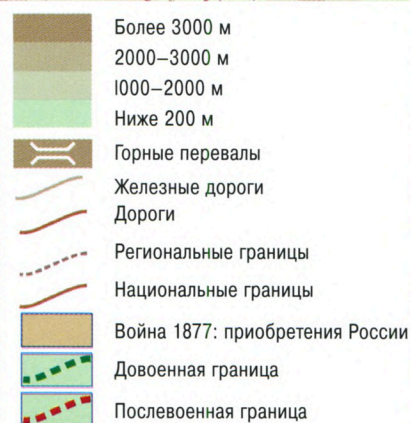 Более 3000 м
2000–3000 м
I000–2000 м
Ниже 200 м
Горные перевалы
Железные дороги
Дороги
Региональные границы
Национальные границы
Война 1877: приобретения России
Довоенная граница
Послевоенная граница